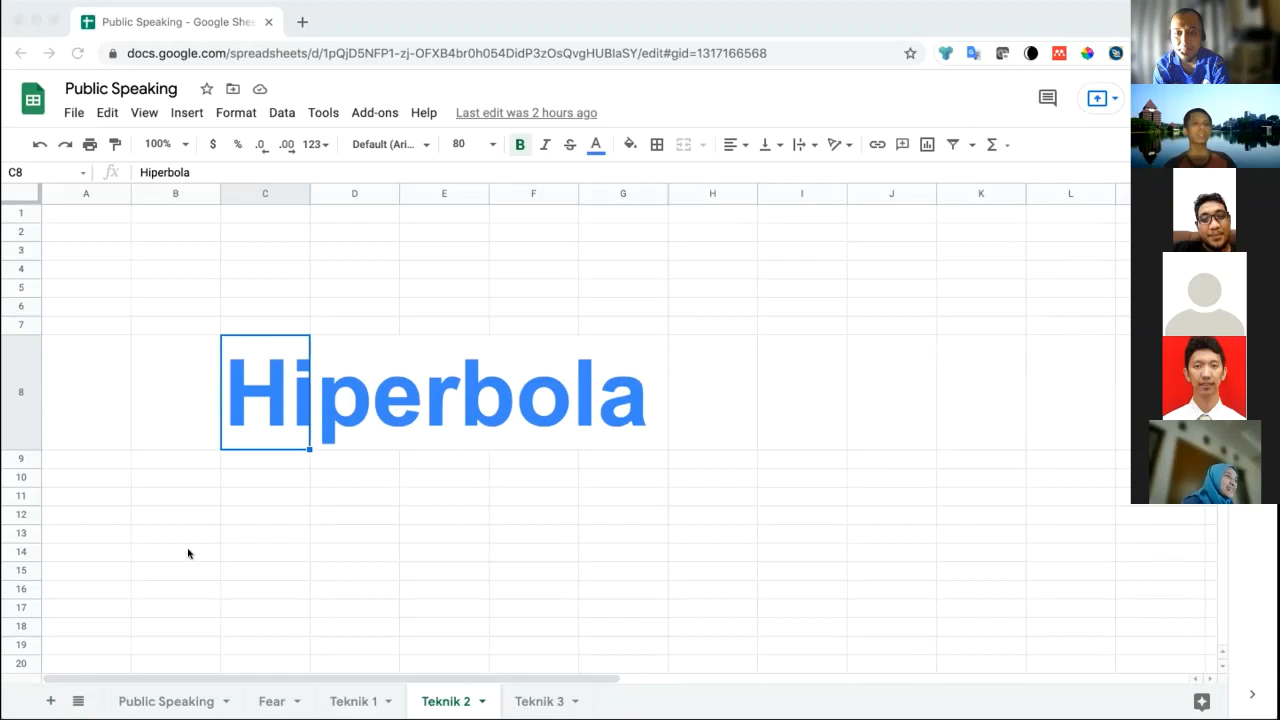 Public Speaking - Google Shee
docs.google.com/spreadsheets/d/1pQjD5NFP1-zj-OFXB4br0hy054DidP3zOsQvgHUBIaSY/edit#gid=1317166568
Public Speaking
File Edit View Insert Format Data Tools Add-ons Help Last edit was 2 hours ago
100% $ % .0 .00 123 Default (Ari... 80 B I S A
C8 fx Hiperbola
A B C D E F G H I J K L
1
2
3
4
5
6
7
8 Hiperbola
9
10
11
12
13
14
15
16
17
18
19
20
Public Speaking Fear Teknik 1 Teknik 2 Teknik 3